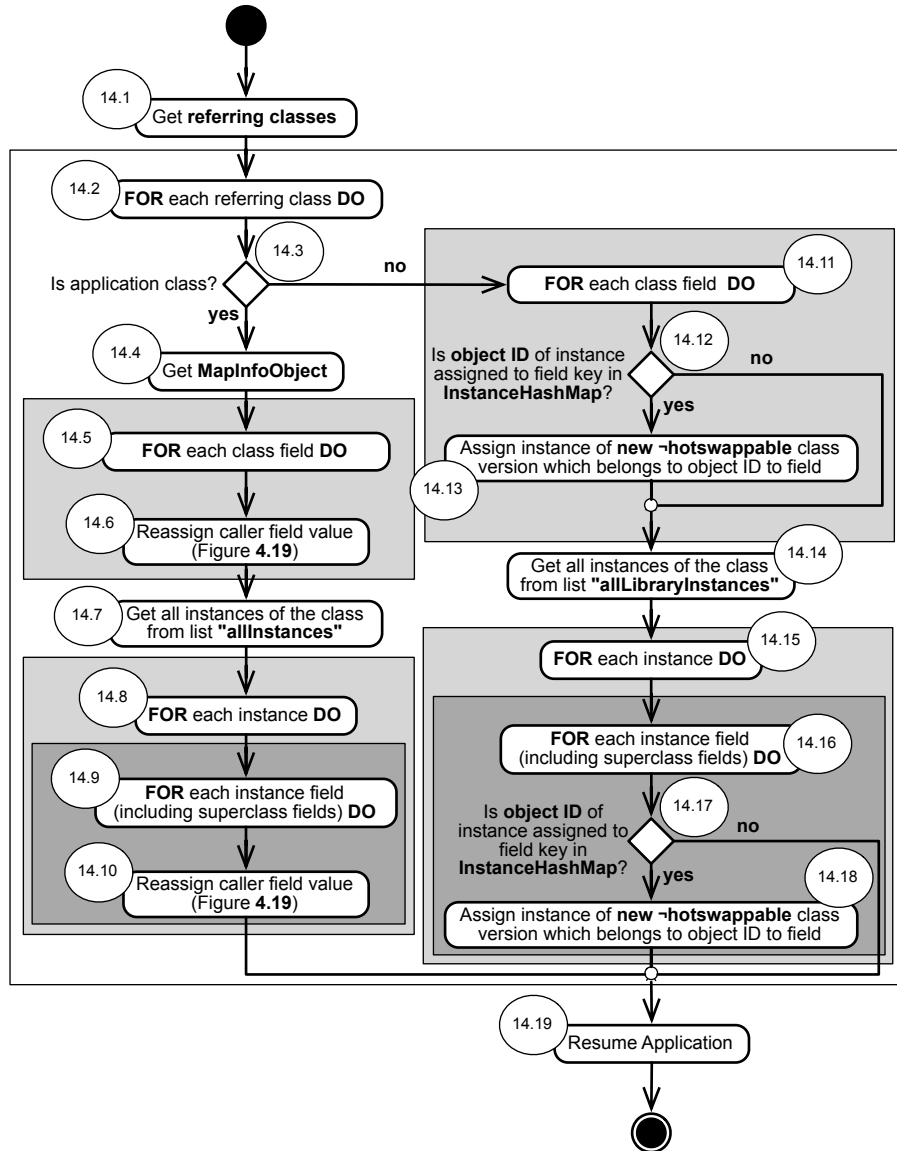 14.1
Get referring classes
14.2
FOR each referring class DO
14.3
Is application class?
no
yes
14.4
Get MapInfoObject
14.5
FOR each class field DO
14.6
Reassign caller field value
(Figure 4.19)
14.7
Get all instances of the class
from list "allInstances"
14.8
FOR each instance DO
14.9
FOR each instance field
(including superclass fields) DO
14.10
Reassign caller field value
(Figure 4.19)
14.11
FOR each class field DO
14.12
Is object ID of instance
assigned to field key in
InstanceHashMap?
no
yes
Assign instance of new ¬hotswappable class
version which belongs to object ID to field
14.13
14.14
Get all instances of the class
from list "allLibraryInstances"
14.15
FOR each instance DO
FOR each instance field
(including superclass fields) DO
14.16
14.17
Is object ID of
instance assigned to
field key in
InstanceHashMap?
no
yes
14.18
Assign instance of new ¬hotswappable class
version which belongs to object ID to field
14.19
Resume Application